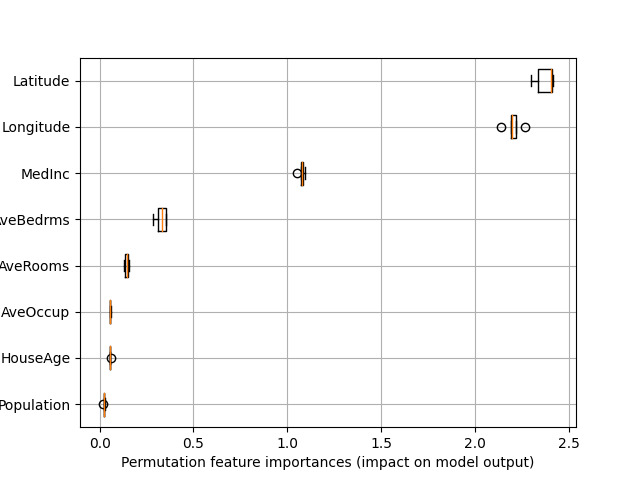 Latitude
Longitude
MedInc
AveBedrms
AveRooms
AveOccup
HouseAge
Population
0.0 0.5 1.0 1.5 2.0 2.5
Permutation feature importances (impact on model output)